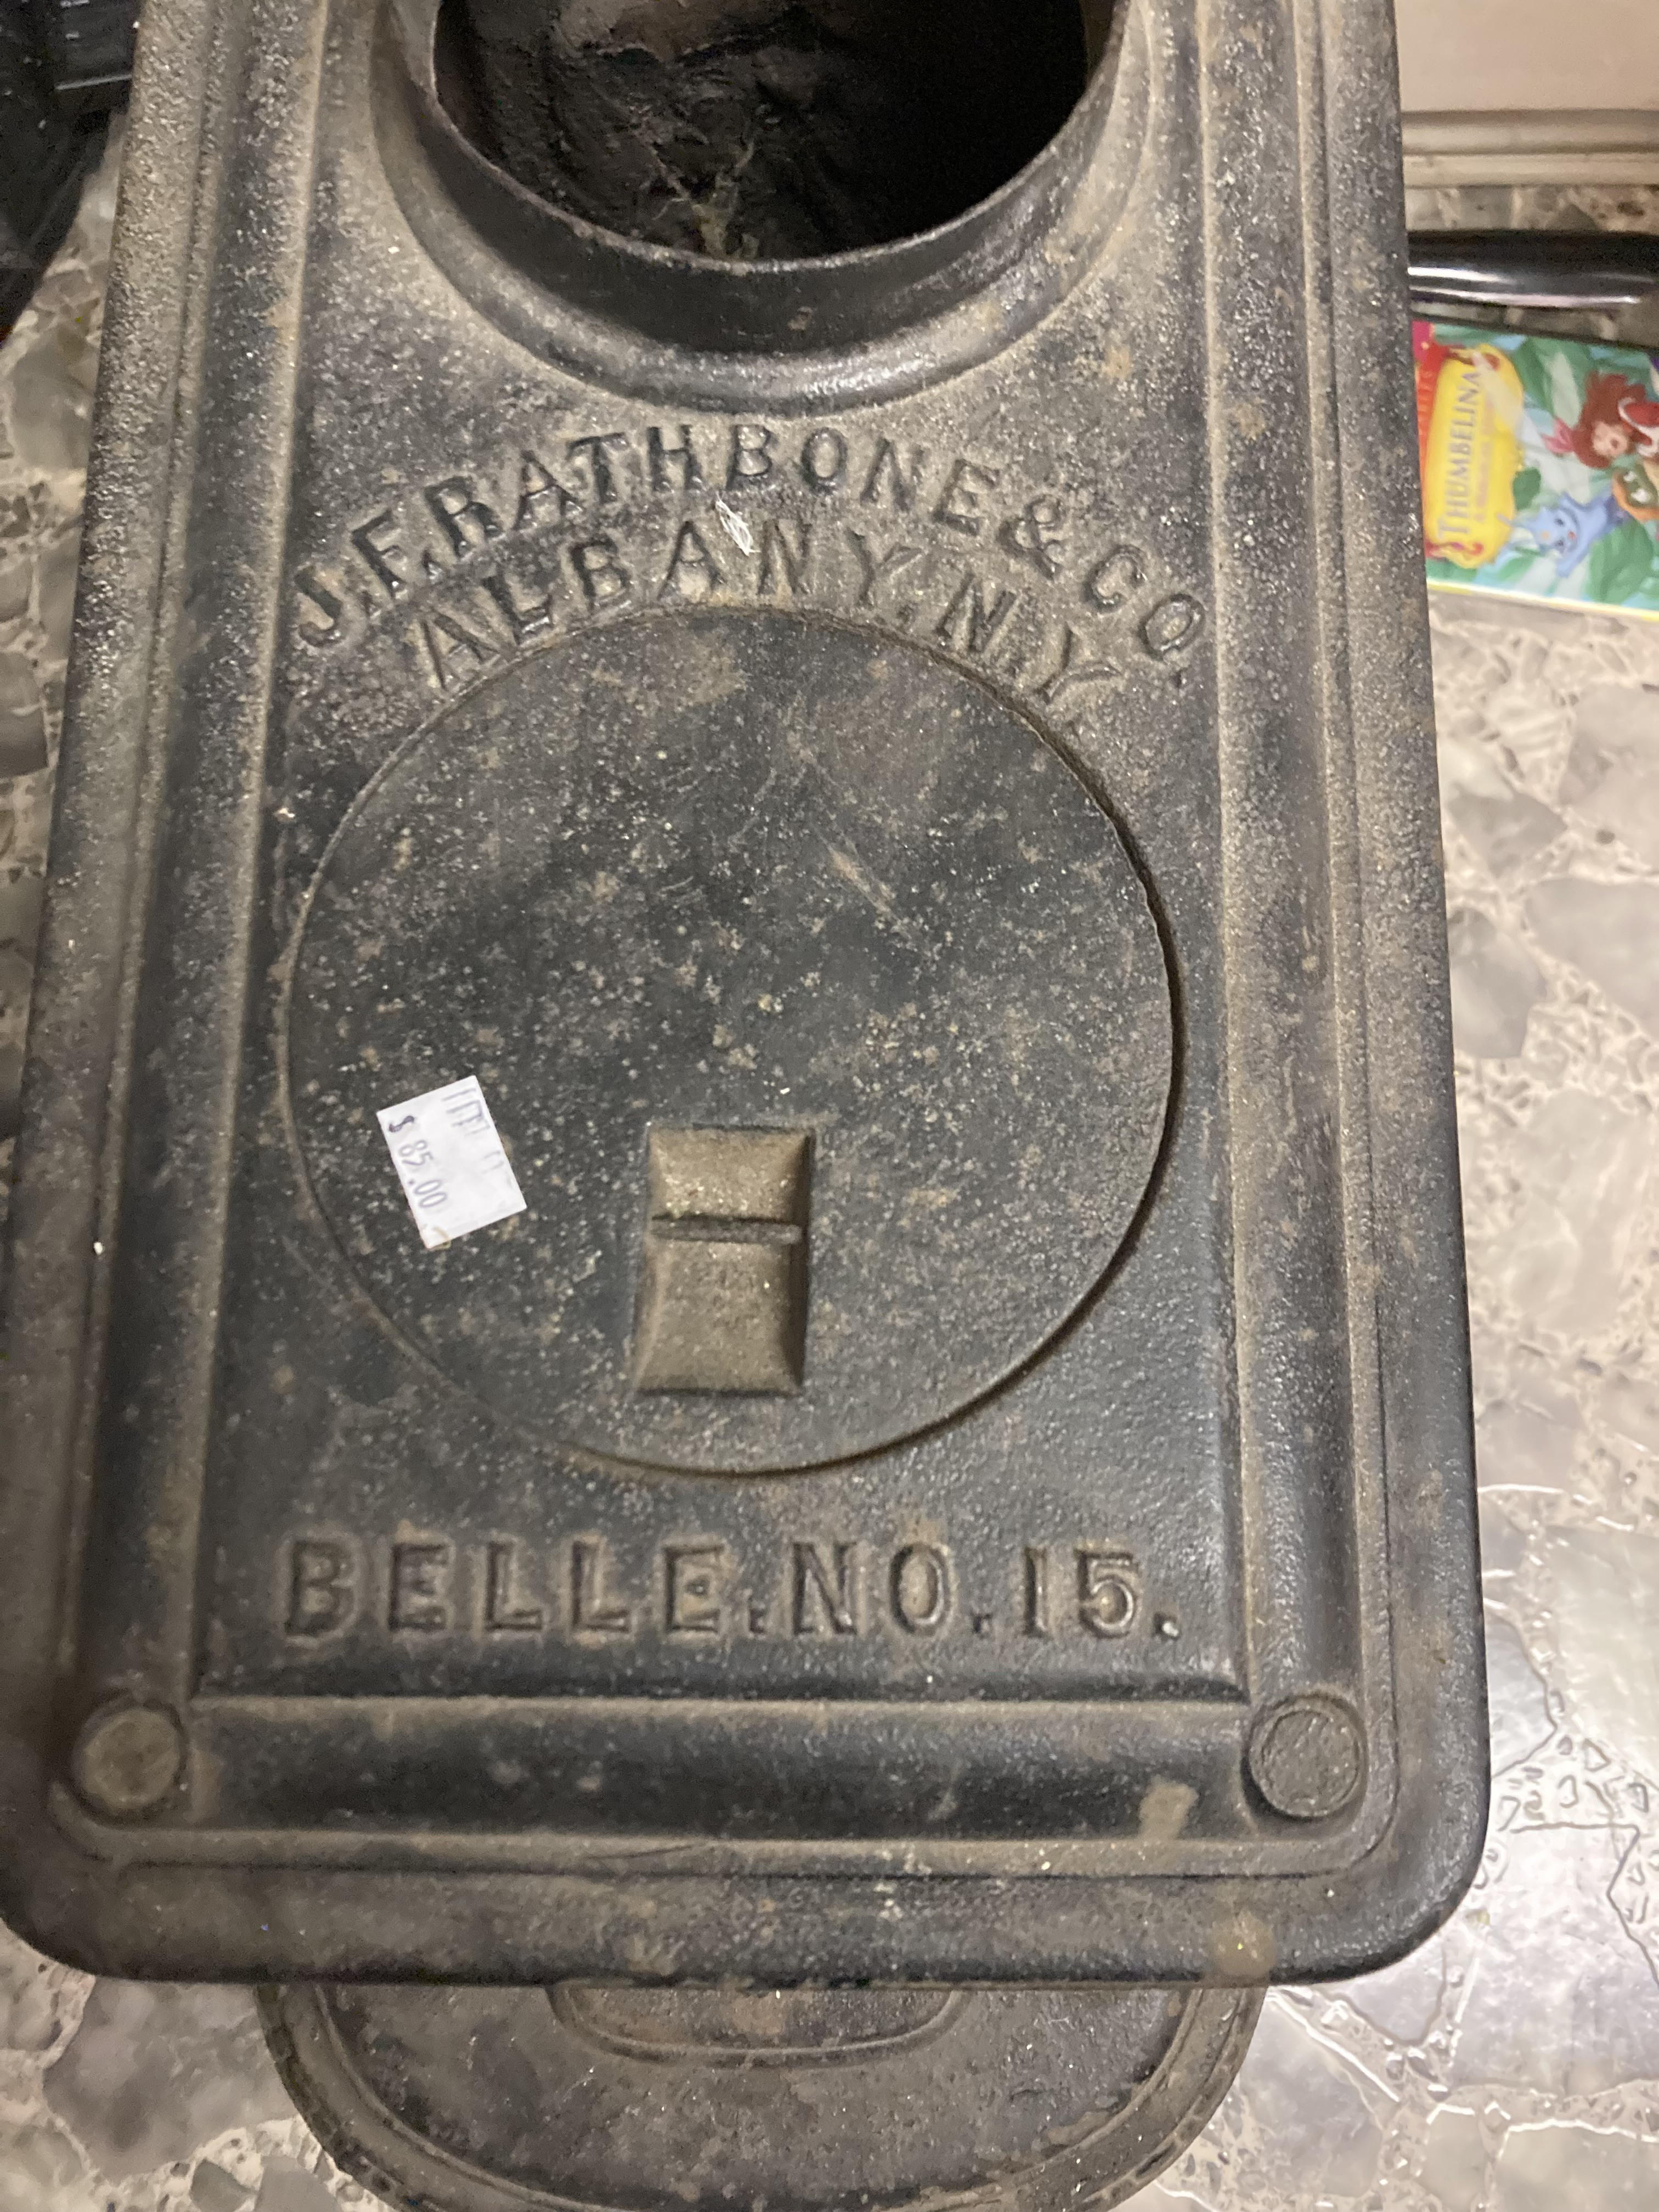 J.F. RATHBONE & CO.
ALBANY, N.Y.
THUMBELINA
$ 85.00
BELLE. NO. 15.